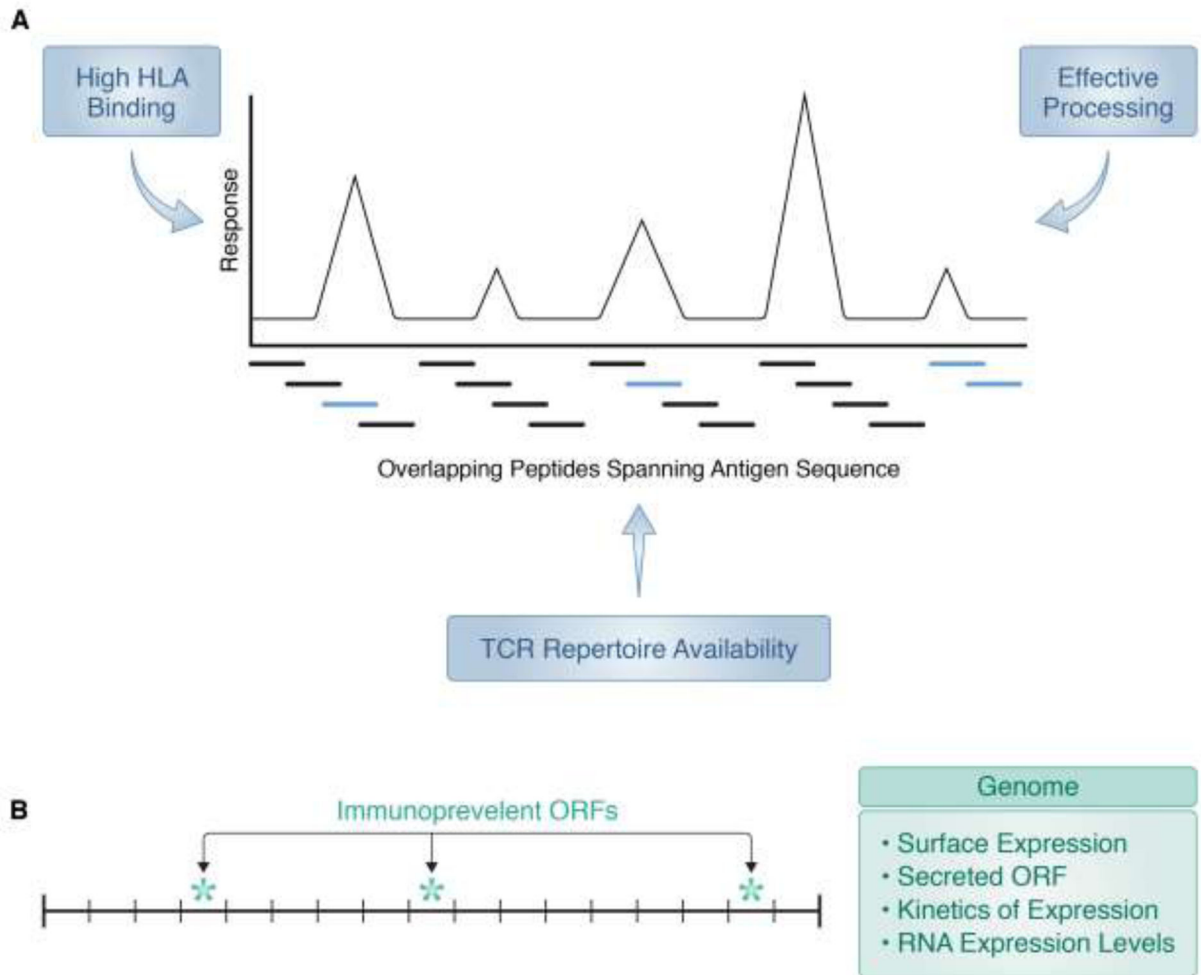 A
High HLA
Binding
Effective
Processing
Response
Overlapping Peptides Spanning Antigen Sequence
TCR Repertoire Availability
B
Immunoprevelent ORFs
Genome
• Surface Expression
• Secreted ORF
• Kinetics of Expression
• RNA Expression Levels